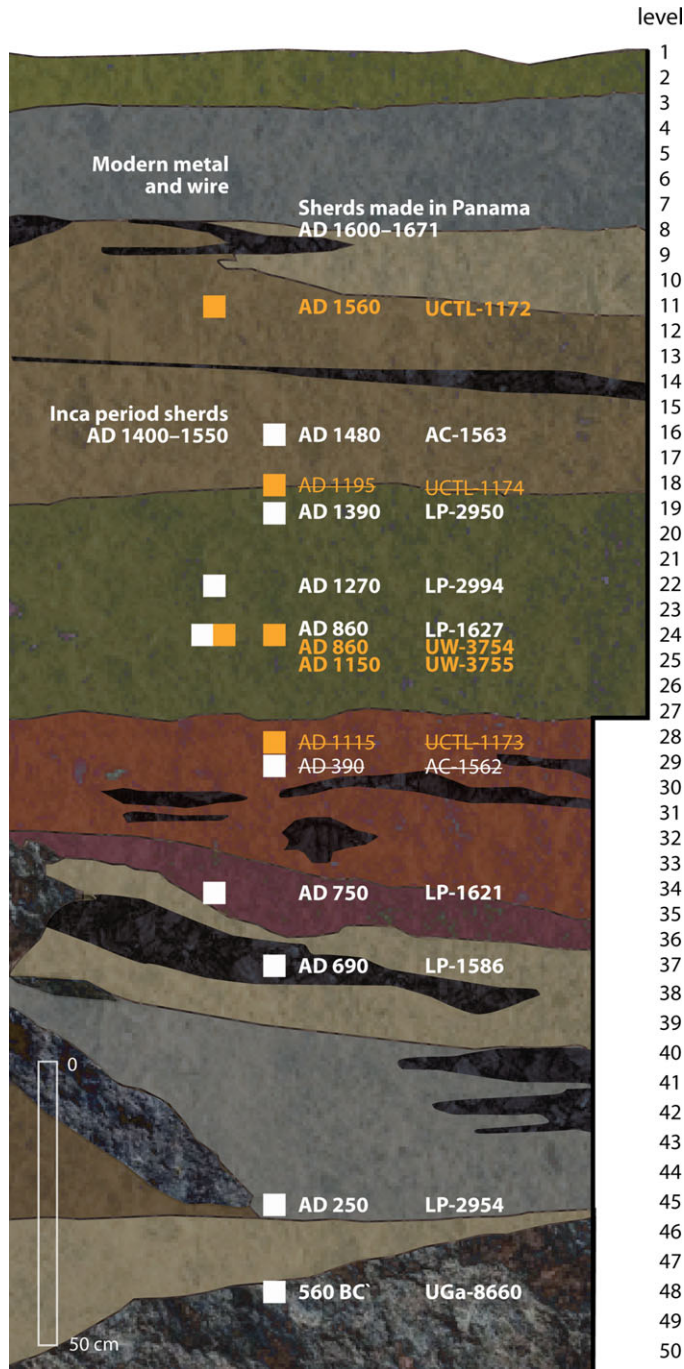 level
1
2
3
4
5
Modern metal
and wire
6
7
Sherds made in Panama
AD 1600–1671
8
9
10
AD 1560 UCTL-1172 11
12
13
14
15
Inca period sherds
AD 1400–1550
AD 1480 AC-1563 16
17
AD 1195 UCTL-1174 18
AD 1390 LP-2950 19
20
21
AD 1270 LP-2994 22
23
AD 860 LP-1627 24
AD 860 UW-3754
AD 1150 UW-3755 25
26
27
AD 1115 UCTL-1173 28
AD 390 AC-1562 29
30
31
32
33
AD 750 LP-1621 34
35
36
AD 690 LP-1586 37
38
39
40
0
41
42
43
44
AD 250 LP-2954 45
46
47
560 BC` UGa-8660 48
49
50 cm 50